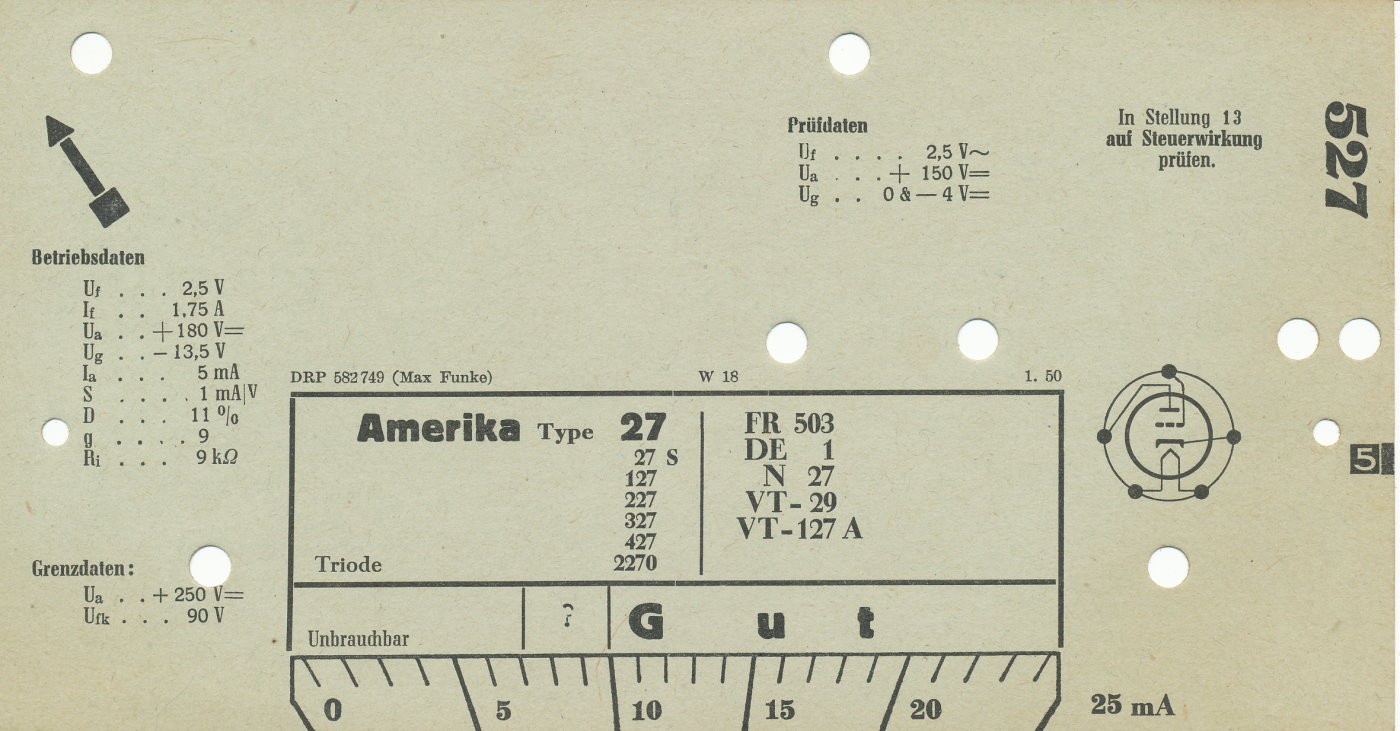 Prüfdaten
Uf . . . . 2,5 V~
Ua . . . + 150 V=
Ug . . 0 & — 4 V=
In Stellung 13
auf Steuerwirkung
prüfen.
527
Betriebsdaten
Uf . . . 2,5 V
If . . 1,75 A
Ua . . +180 V=
Ug . . – 13,5 V
Ia . . . 5 mA
S . . . . 1 mA|V
D . . . 11 %
g . . . . 9
Ri . . . 9 kΩ
Grenzdaten:
Ua . . + 250 V=
Ufk . . . 90 V
DRP 582749 (Max Funke) W 18 1. 50
Amerika Type 27
27 S
127
227
327
427
2270
Triode
FR 503
DE 1
N 27
VT- 29
VT-127 A
5
Unbrauchbar ? Gut
0 5 10 15 20 25 mA